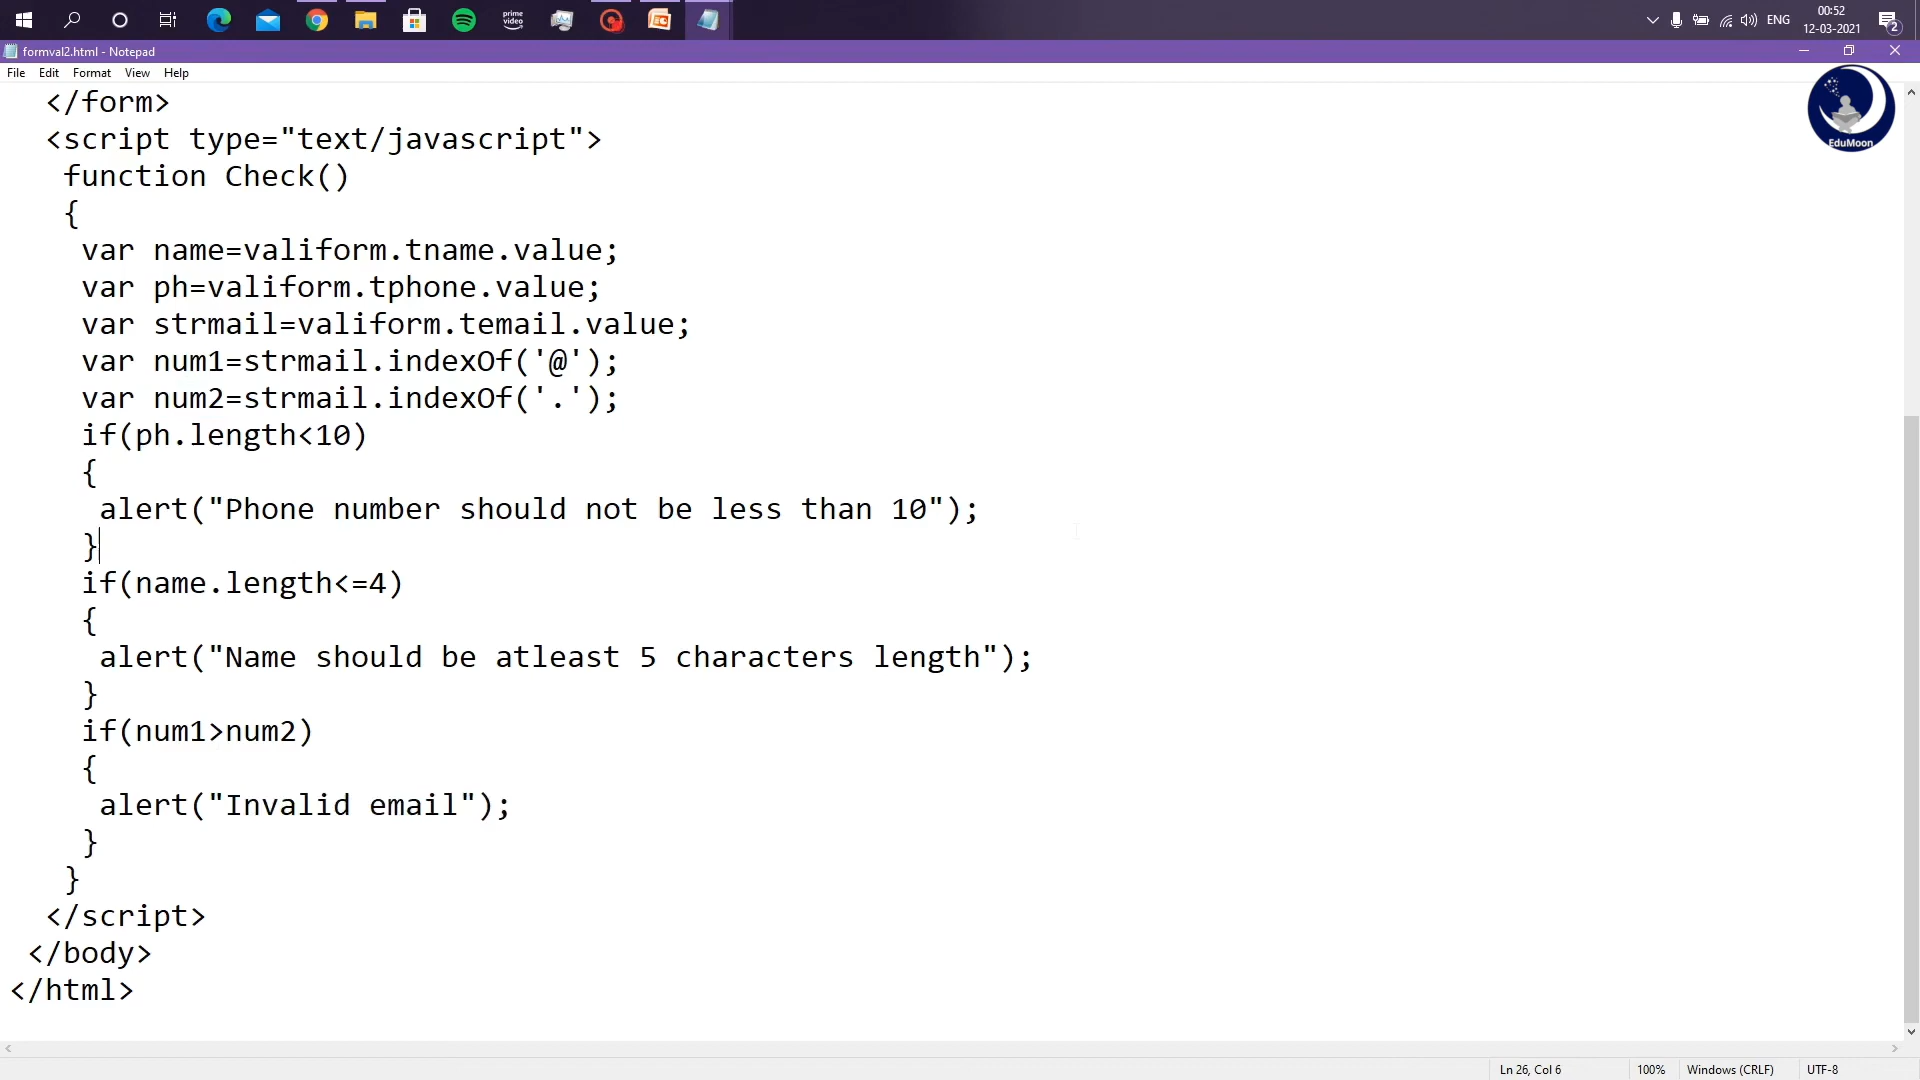 prime
video
ENG
00:52
12-03-2021
2
formval2.html - Notepad
File Edit Format View Help
EduMoon
</form>
<script type="text/javascript">
function Check()
{
var name=valiform.tname.value;
var ph=valiform.tphone.value;
var strmail=valiform.temail.value;
var num1=strmail.indexOf('@');
var num2=strmail.indexOf('.');
if(ph.length<10)
{
alert("Phone number should not be less than 10");
}
if(name.length<=4)
{
alert("Name should be atleast 5 characters length");
}
if(num1>num2)
{
alert("Invalid email");
}
}
</script>
</body>
</html>
Ln 26, Col 6 100% Windows (CRLF) UTF-8